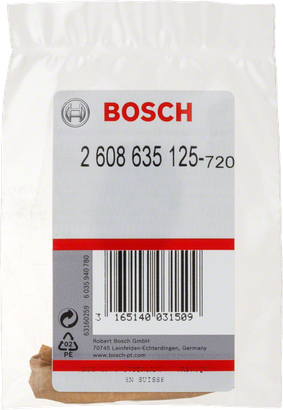 BOSCH
2 608 635 125-720
63160259 6 035 940 780
3 165140 031509
02
PE
Robert Bosch GmbH
70745 Leinfelden-Echterdingen, Germany
www.bosch-pt.com
EN SUISSE